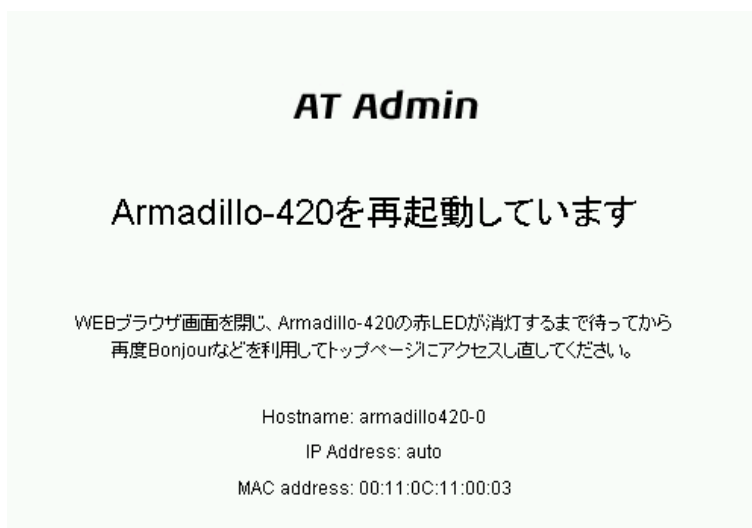 AT Admin
Armadillo-420を再起動しています
WEBブラウザ画面を閉じ、Armadillo-420の赤LEDが消灯するまで待ってから
再度Bonjourなどを利用してトップページにアクセスし直してください。
Hostname: armadillo420-0
IP Address: auto
MAC address: 00:11:0C:11:00:03